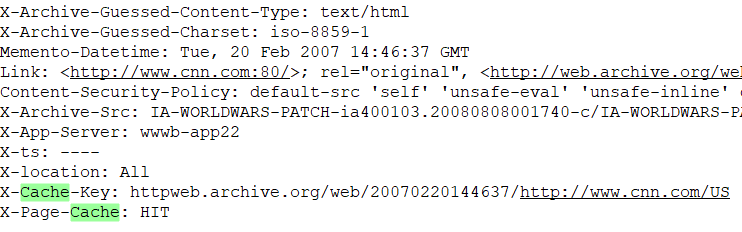 X-Archive-Guessed-Content-Type: text/html
X-Archive-Guessed-Charset: iso-8859-1
Memento-Datetime: Tue, 20 Feb 2007 14:46:37 GMT
Link: <http://www.cnn.com:80/>; rel="original", <http://web.archive.org/we
Content-Security-Policy: default-src 'self' 'unsafe-eval' 'unsafe-inline'
X-Archive-Src: IA-WORLDWARS-PATCH-ia400103.20080808001740-c/IA-WORLDWARS-P
X-App-Server: wwwb-app22
X-ts: ----
X-location: All
X-Cache-Key: httpweb.archive.org/web/20070220144637/http://www.cnn.com/US
X-Page-Cache: HIT